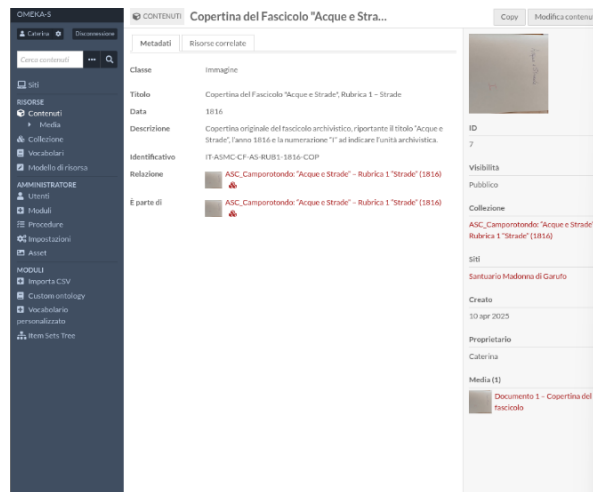 OMEKA-S
Caterina
Disconnessione
Cerca contenuti
Siti
RISORSE
Contenuti
Media
Collezione
Vocabolari
Modello di risorsa
AMMINISTRATORE
Utenti
Moduli
Procedure
Impostazioni
Asset
MODULI
Importa CSV
Custom ontology
Vocabolario
personalizzato
Item Sets Tree
CONTENUTI Copertina del Fascicolo "Acque e Stra...
Copy
Modifica contenu
Metadati
Risorse correlate
Classe
Immagine
Titolo
Copertina del Fascicolo "Acque e Strade", Rubrica 1 – Strade
Data
1816
Descrizione
Copertina originale del fascicolo archivistico, riportante il titolo "Acque e
Strade", l'anno 1816 e la numerazione "I" ad indicare l'unità archivistica.
Identificativo
IT-ASMC-CF-AS-RUB1-1816-COP
Relazione
ASC_Camporotondo: "Acque e Strade" – Rubrica 1 "Strade" (1816)
È parte di
ASC_Camporotondo: "Acque e Strade" – Rubrica 1 "Strade" (1816)
ID
7
Visibilità
Pubblico
Collezione
ASC_Camporotondo: "Acque e Strade"
Rubrica 1 "Strade" (1816)
Siti
Santuario Madonna di Garufo
Creato
10 apr 2025
Proprietario
Caterina
Media (1)
Documento 1 – Copertina del
fascicolo